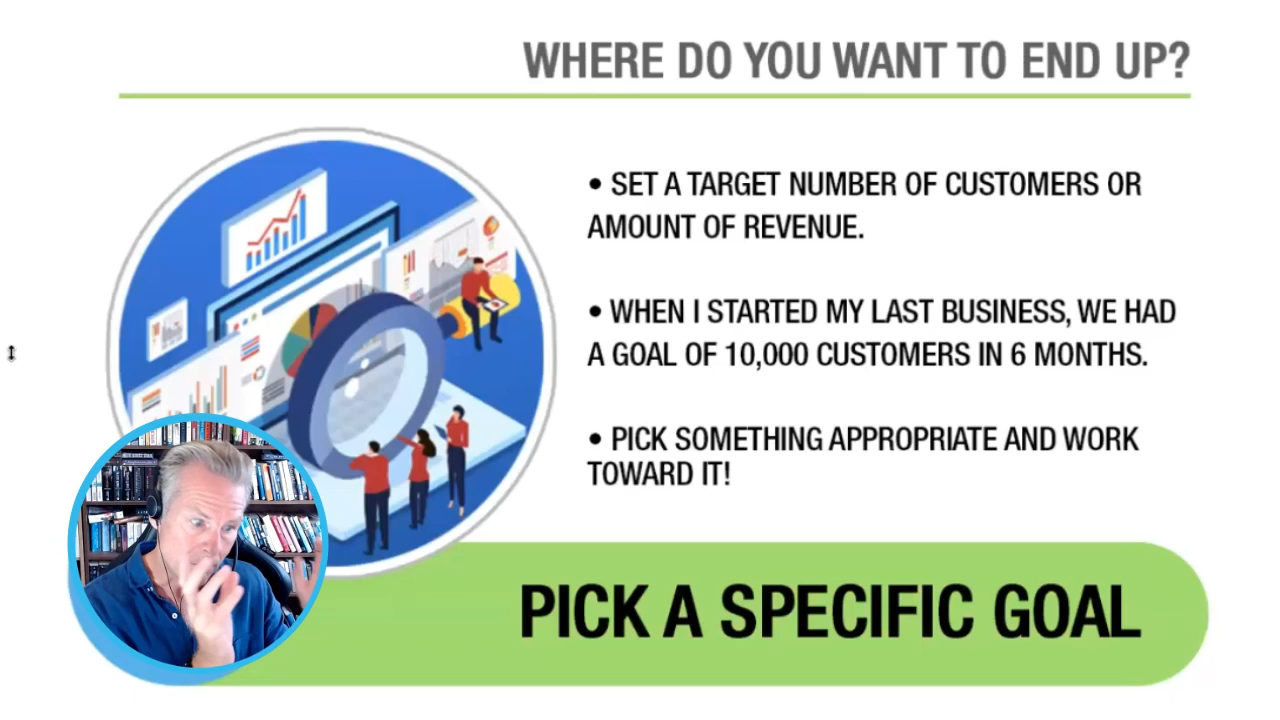 WHERE DO YOU WANT TO END UP?
• SET A TARGET NUMBER OF CUSTOMERS OR
AMOUNT OF REVENUE.
• WHEN I STARTED MY LAST BUSINESS, WE HAD
A GOAL OF 10,000 CUSTOMERS IN 6 MONTHS.
• PICK SOMETHING APPROPRIATE AND WORK
TOWARD IT!
PICK A SPECIFIC GOAL